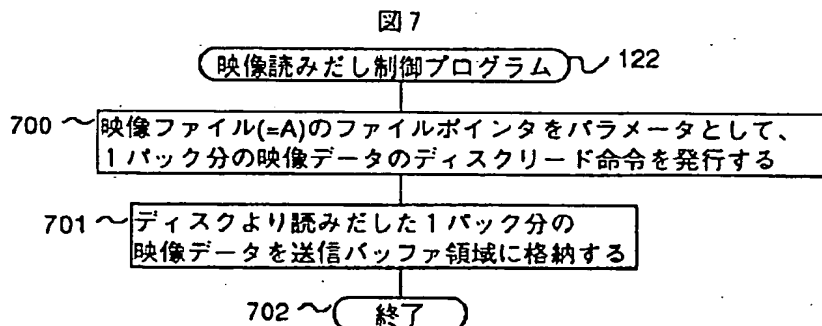 図7
映像読みだし制御プログラム 122
700 映像ファイル(=A)のファイルポインタをパラメータとして、
1パック分の映像データのディスクリード命令を発行する
701 ディスクより読みだした1パック分の
映像データを送信バッファ領域に格納する
702 終了